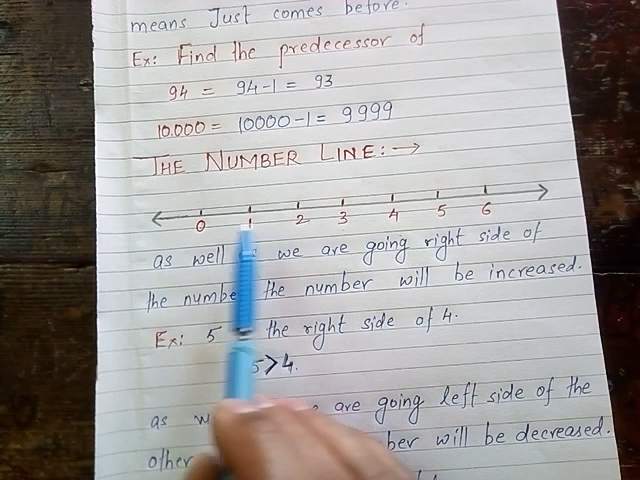 means Just comes before.
Ex: Find the predecessor of
94 = 94-1 = 93
10,000 = 10000-1 = 9999
THE NUMBER LINE: →
0 1 2 3 4 5 6
as well we are going right side of
the number the number will be increased.
Ex: 5 the right side of 4.
5>4.
as are going left side of the
other will be decreased.